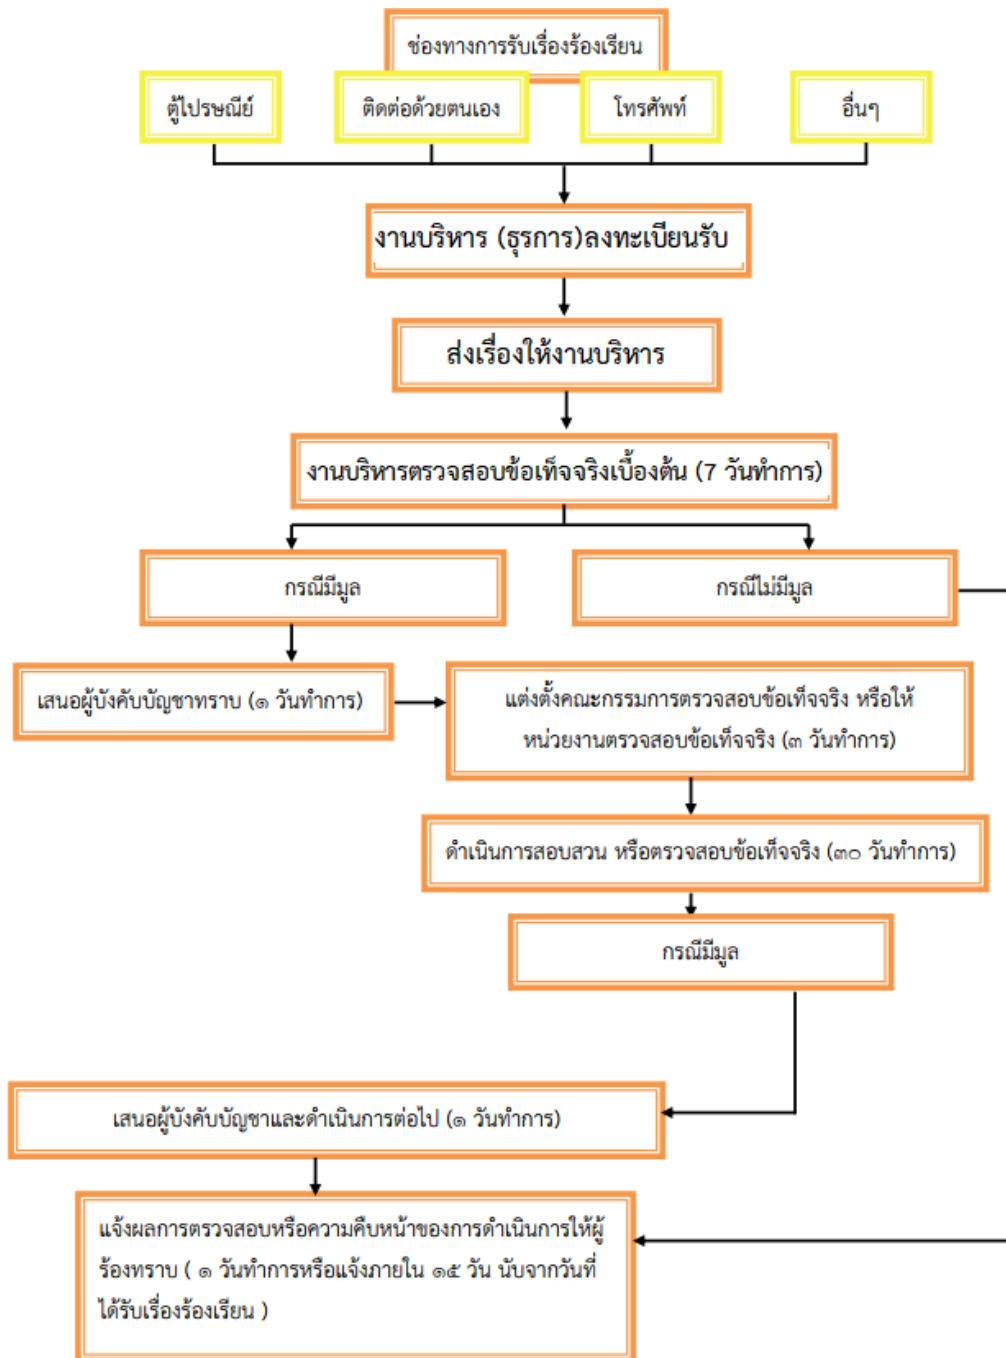 ช่องทางการรับเรื่องร้องเรียน
ตู้ไปรษณีย์
ติดต่อด้วยตนเอง
โทรศัพท์
อื่นๆ
งานบริหาร (ธุรการ)ลงทะเบียนรับ
ส่งเรื่องให้งานบริหาร
งานบริหารตรวจสอบข้อเท็จจริงเบื้องต้น (7 วันทำการ)
กรณีมีมูล
กรณีไม่มีมูล
เสนอผู้บังคับบัญชาทราบ (๑ วันทำการ)
แต่งตั้งคณะกรรมการตรวจสอบข้อเท็จจริง หรือให้
หน่วยงานตรวจสอบข้อเท็จจริง (๓ วันทำการ)
ดำเนินการสอบสวน หรือตรวจสอบข้อเท็จจริง (๓๐ วันทำการ)
กรณีมีมูล
เสนอผู้บังคับบัญชาและดำเนินการต่อไป (๑ วันทำการ)
แจ้งผลการตรวจสอบหรือความคืบหน้าของการดำเนินการให้ผู้
ร้องทราบ ( ๑ วันทำการหรือแจ้งภายใน ๑๕ วัน นับจากวันที่
ได้รับเรื่องร้องเรียน )